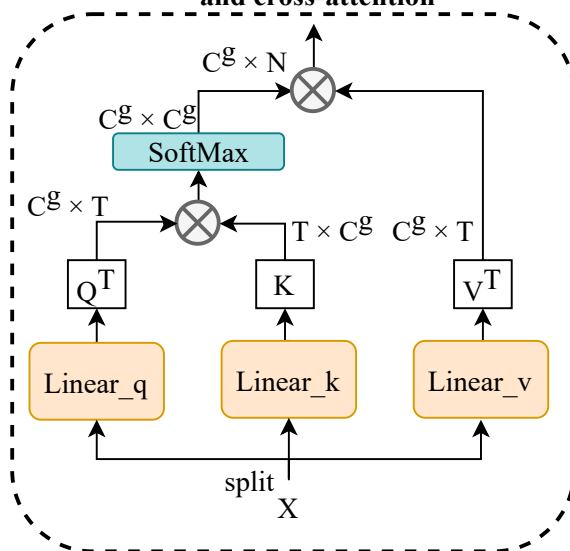 and cross-attention
C^g × N
C^g × C^g
SoftMax
C^g × T
T × C^g
C^g × T
Q^T
K
V^T
Linear_q
Linear_k
Linear_v
split
X